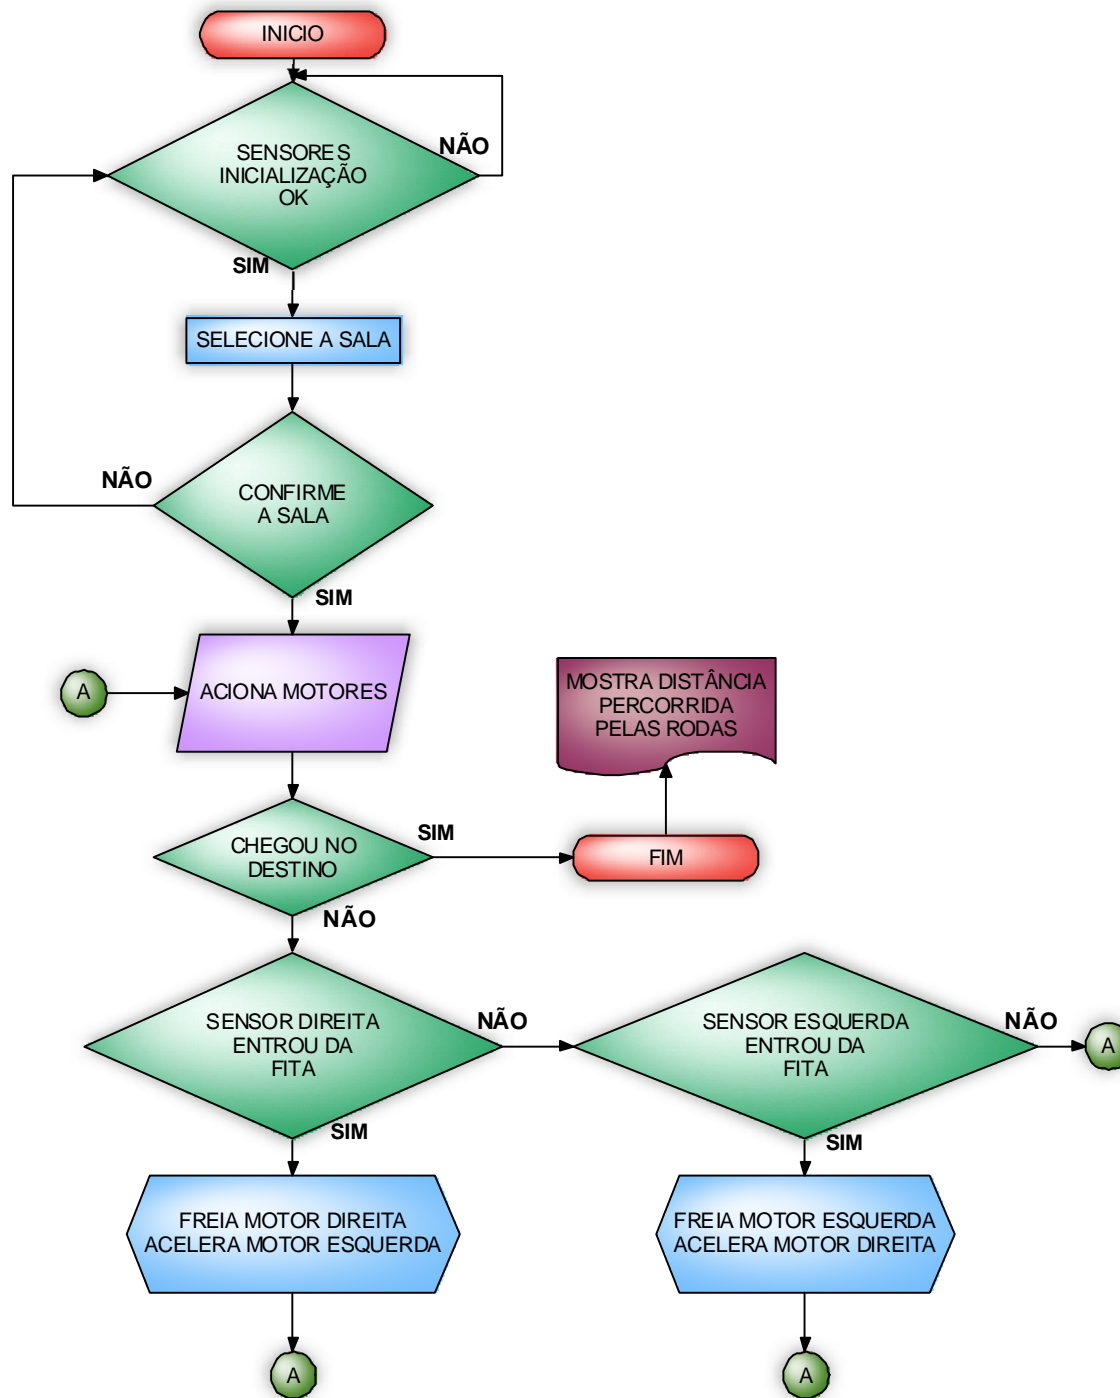 INICIO
SENSORES
INICIALIZAÇÃO
OK
NÃO
SIM
SELECIONE A SALA
NÃO
CONFIRME
A SALA
SIM
A
ACIONA MOTORES
MOSTRA DISTÂNCIA
PERCORRIDA
PELAS RODAS
CHEGOU NO
DESTINO
SIM
FIM
NÃO
SENSOR DIREITA
ENTROU DA
FITA
NÃO
SENSOR ESQUERDA
ENTROU DA
FITA
NÃO
A
SIM
SIM
FREIA MOTOR DIREITA
ACELERA MOTOR ESQUERDA
FREIA MOTOR ESQUERDA
ACELERA MOTOR DIREITA
A
A